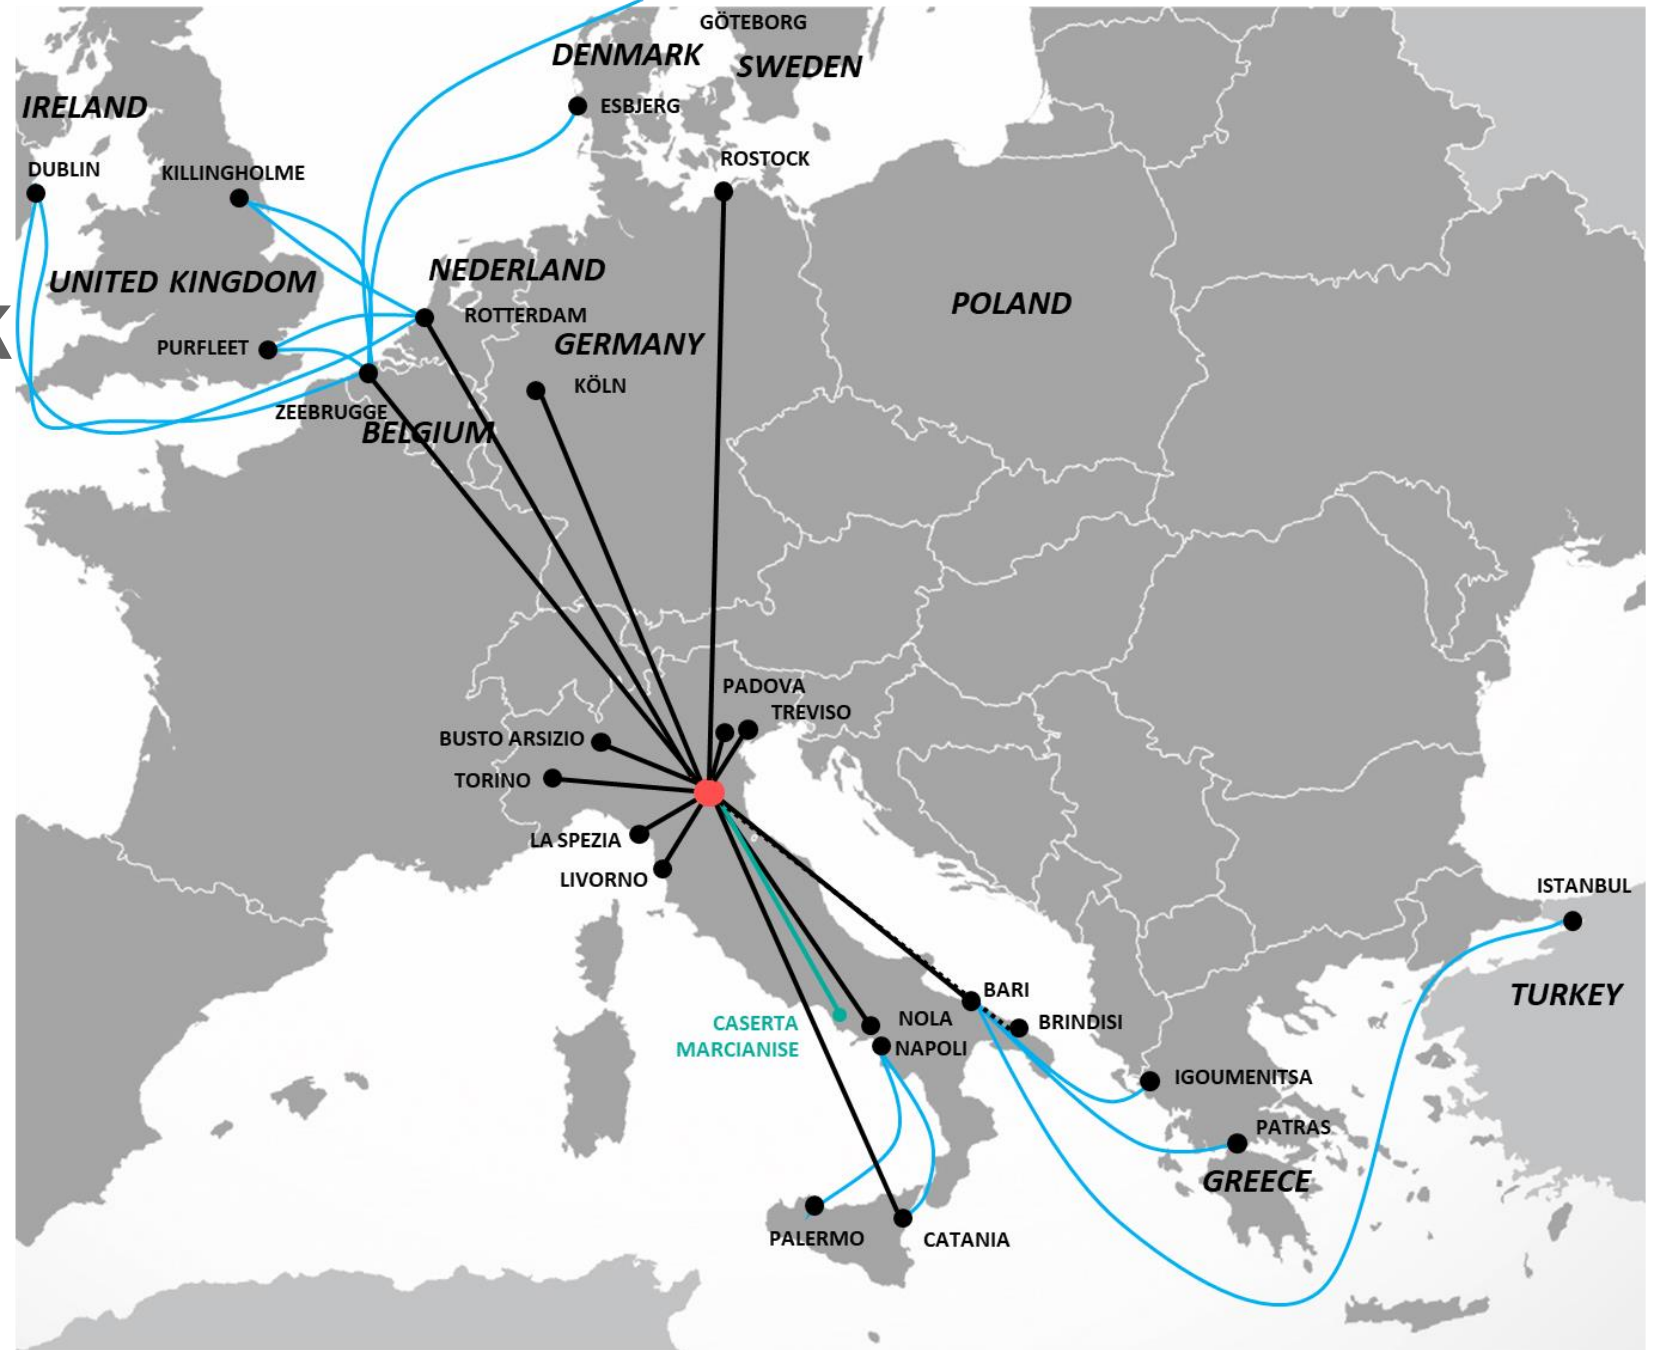 GÖTEBORG
DENMARK
SWEDEN
IRELAND
ESBJERG
DUBLIN
KILLINGHOLME
ROSTOCK
UNITED KINGDOM
NEDERLAND
POLAND
ROTTERDAM
GERMANY
PURFLEET
KÖLN
ZEEBRUGGE
BELGIUM
PADOVA
TREVISO
BUSTO ARSIZIO
TORINO
LA SPEZIA
LIVORNO
ISTANBUL
TURKEY
BARI
BRINDISI
CASERTA
MARCIANISE
NOLA
NAPOLI
IGOUMENITSA
PATRAS
GREECE
PALERMO
CATANIA